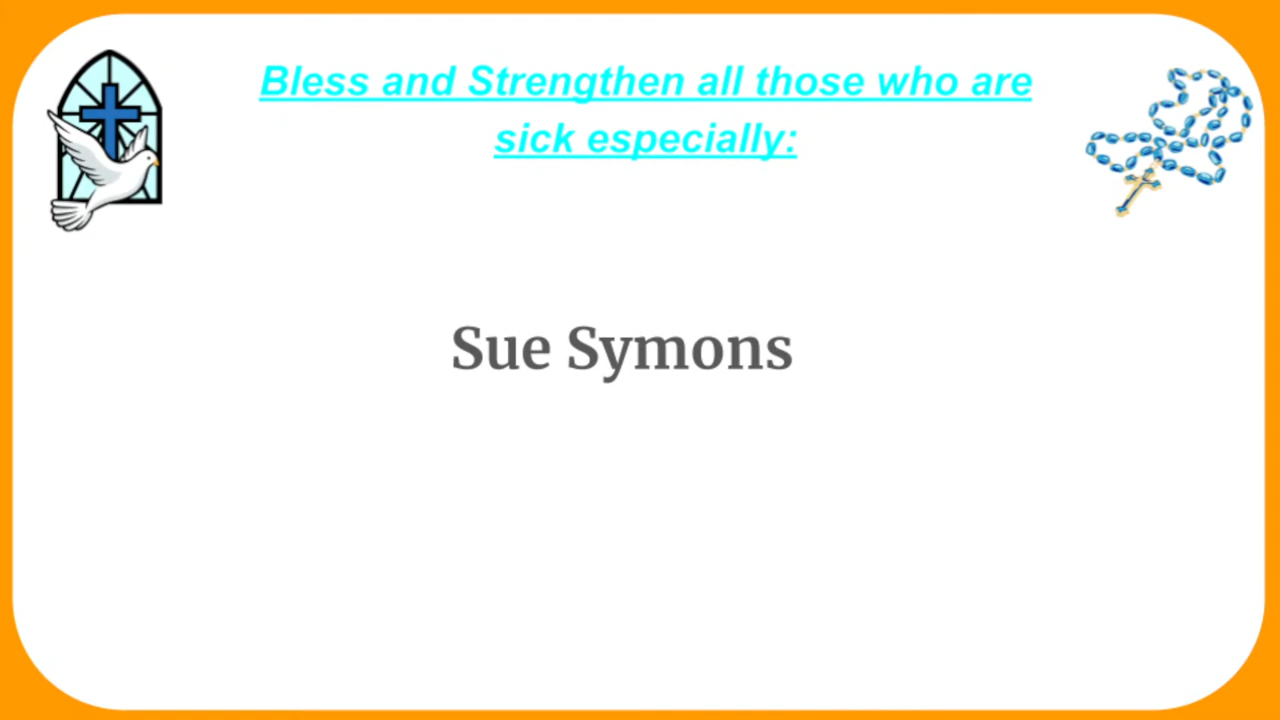 Bless and Strengthen all those who are
sick especially:
Sue Symons